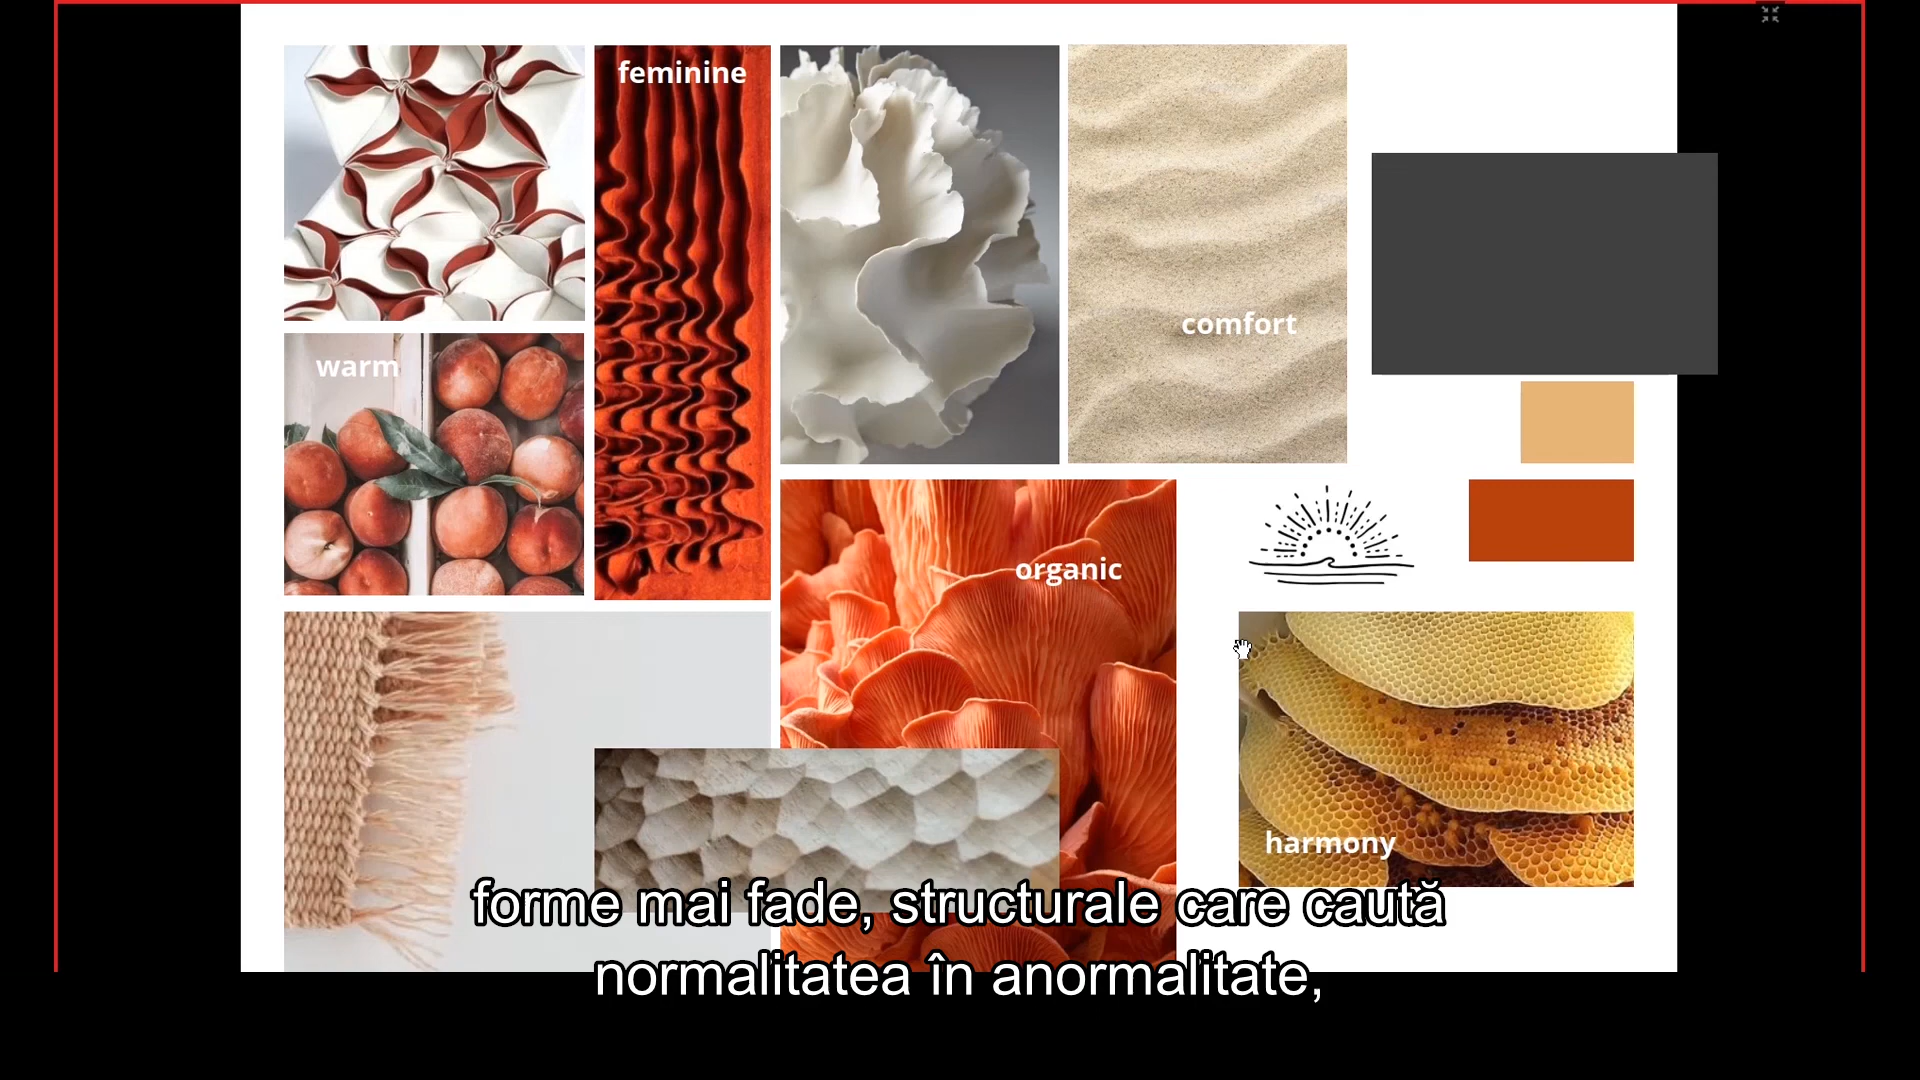 feminine
warm
comfort
organic
harmony
forme mai fade, structurale care caută
normalitatea în anormalitate,